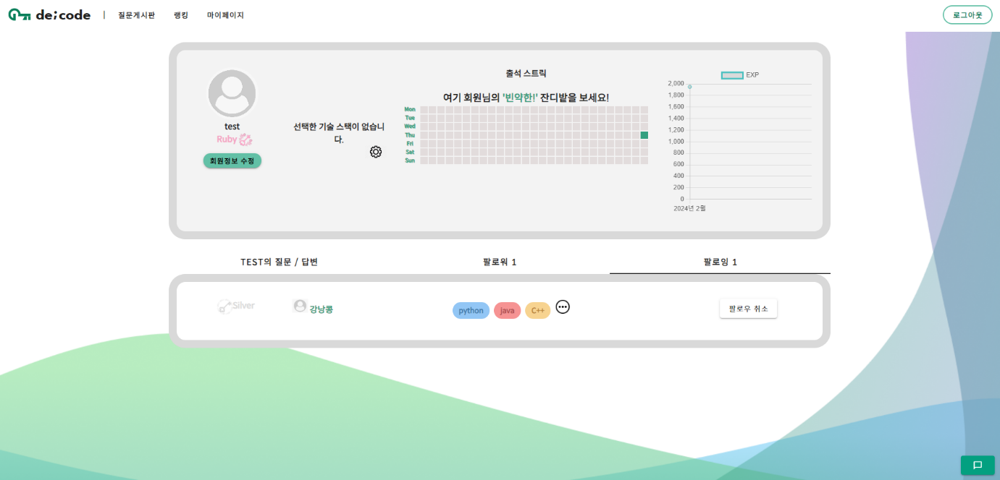 de;code
질문게시판
랭킹
마이페이지
로그아웃
test
Ruby
회원정보 수정
선택한 기술 스택이 없습니
다.
출석 스트릭
여기 회원님의 '빈약한!' 잔디밭을 보세요!
Mon
Tue
Wed
Thu
Fri
Sat
Sun
EXP
2,000
1,800
1,600
1,400
1,200
1,000
800
600
400
200
0
2024년 2월
TEST의 질문 / 답변
팔로워 1
팔로잉 1
Silver
강낭콩
python
java
C++
팔로우 취소